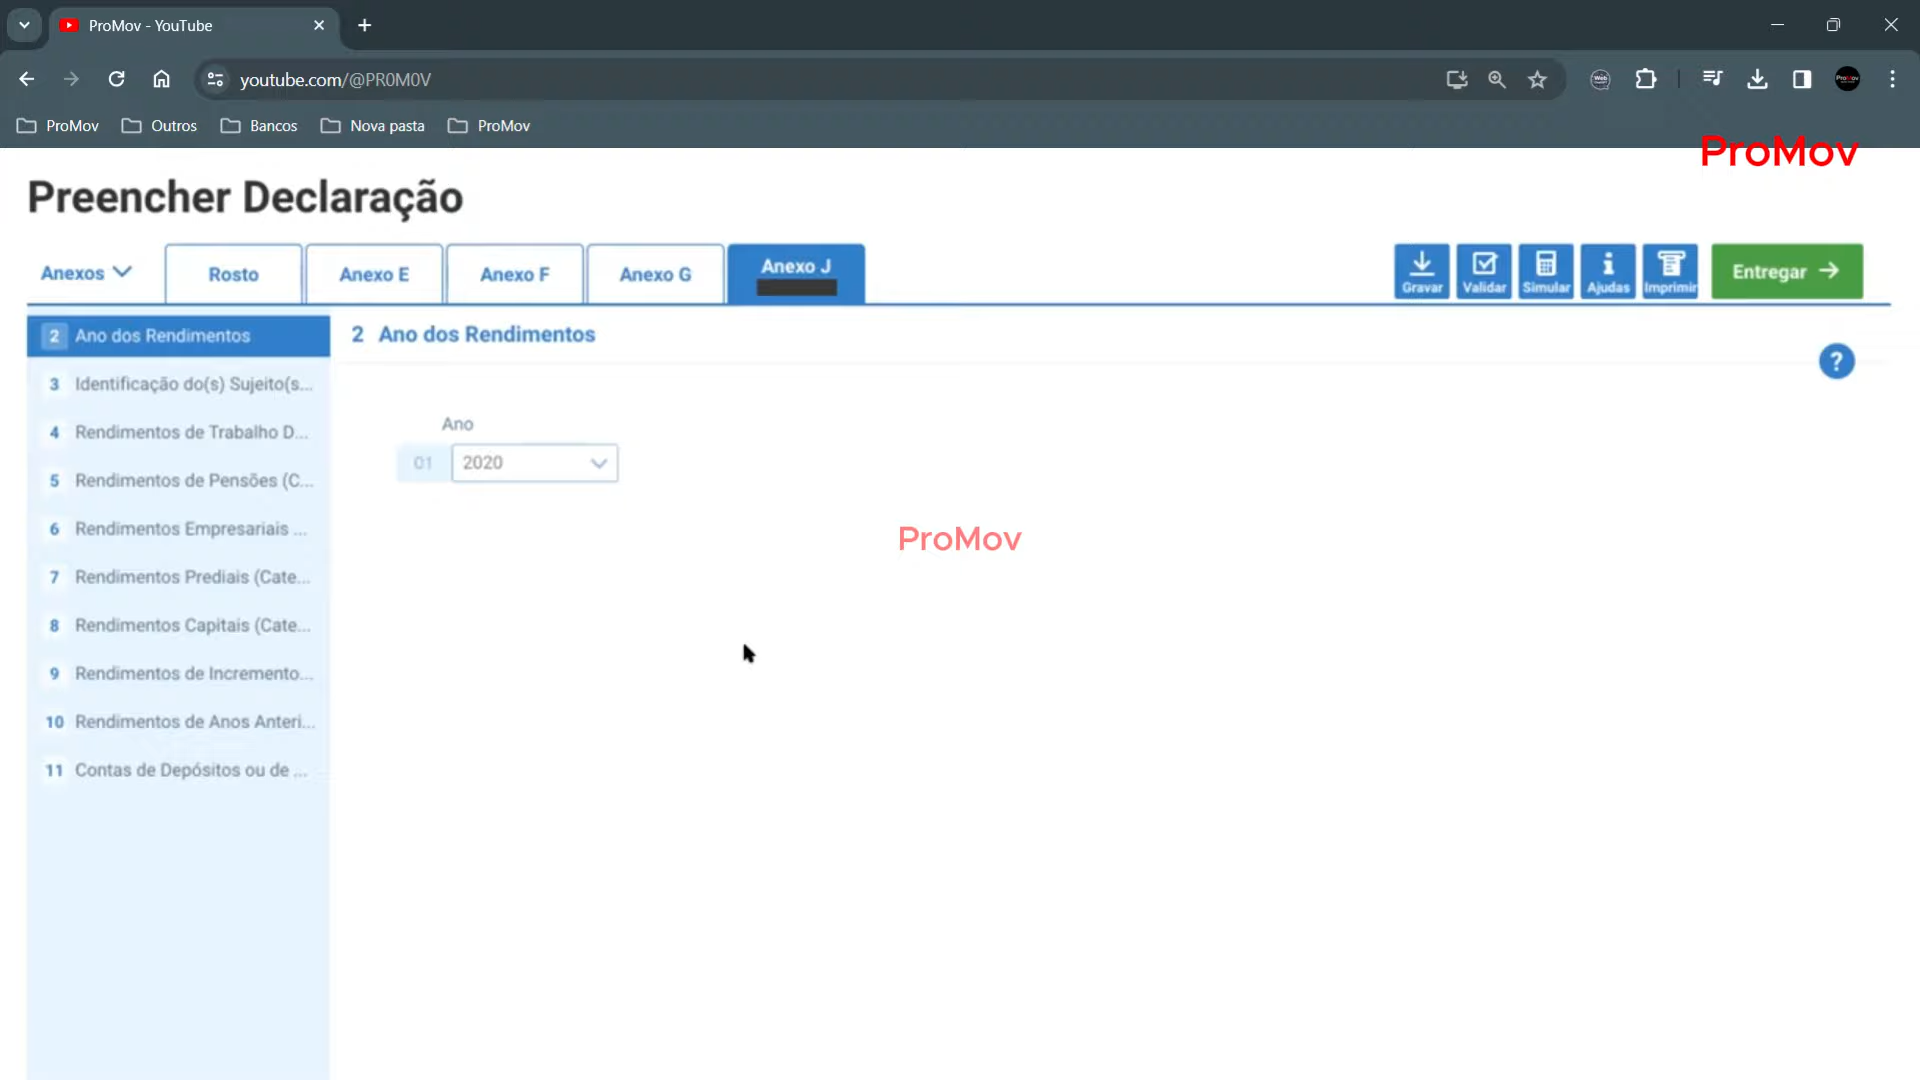 ProMov - YouTube
youtube.com/@PR0M0V
ProMov
Outros
Bancos
Nova pasta
ProMov
ProMov
Preencher Declaração
Anexos
Rosto
Anexo E
Anexo F
Anexo G
Anexo J
Gravar
Validar
Simular
Ajudas
Imprimir
Entregar
2 Ano dos Rendimentos
3 Identificação do(s) Sujeito(s...
4 Rendimentos de Trabalho D...
5 Rendimentos de Pensões (C...
6 Rendimentos Empresariais ...
7 Rendimentos Prediais (Cate...
8 Rendimentos Capitais (Cate...
9 Rendimentos de Incremento...
10 Rendimentos de Anos Anteri...
11 Contas de Depósitos ou de ...
2 Ano dos Rendimentos
?
Ano
01 2020
ProMov